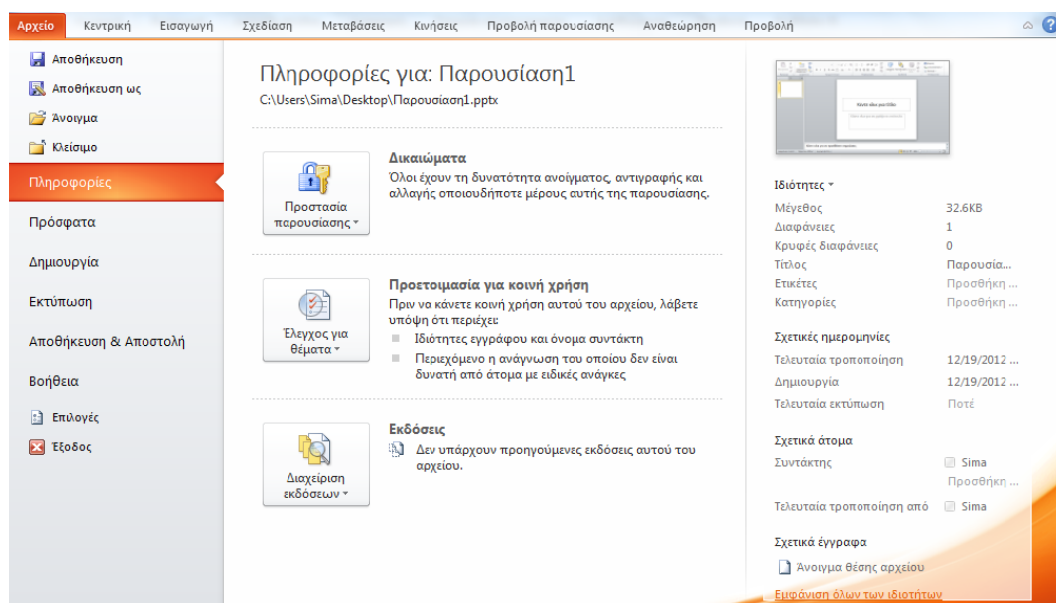 Αρχείο Κεντρική Εισαγωγή Σχεδίαση Μεταβάσεις Κινήσεις Προβολή παρουσίασης Αναθεώρηση Προβολή
Αποθήκευση
Αποθήκευση ως
Άνοιγμα
Κλείσιμο
Πληροφορίες
Πρόσφατα
Δημιουργία
Εκτύπωση
Αποθήκευση & Αποστολή
Βοήθεια
Επιλογές
Έξοδος
Πληροφορίες για: Παρουσίαση1
C:\Users\Sima\Desktop\Παρουσίαση1.pptx
Προστασία
παρουσίασης
Δικαιώματα
Όλοι έχουν τη δυνατότητα ανοίγματος, αντιγραφής και
αλλαγής οποιουδήποτε μέρους αυτής της παρουσίασης.
Έλεγχος για
θέματα
Προετοιμασία για κοινή χρήση
Πριν να κάνετε κοινή χρήση αυτού του αρχείου, λάβετε
υπόψη ότι περιέχει:
Ιδιότητες εγγράφου και όνομα συντάκτη
Περιεχόμενο η ανάγνωση του οποίου δεν είναι
δυνατή από άτομα με ειδικές ανάγκες
Διαχείριση
εκδόσεων
Εκδόσεις
Δεν υπάρχουν προηγούμενες εκδόσεις αυτού του
αρχείου.
Ιδιότητες
Μέγεθος 32.6KB
Διαφάνειες 1
Κρυφές διαφάνειες 0
Τίτλος Παρουσία...
Ετικέτες Προσθήκη ...
Κατηγορίες Προσθήκη ...
Σχετικές ημερομηνίες
Τελευταία τροποποίηση 12/19/2012 ...
Δημιουργία 12/19/2012 ...
Τελευταία εκτύπωση Ποτέ
Σχετικά άτομα
Συντάκτης Sima
Προσθήκη ...
Τελευταία τροποποίηση από Sima
Σχετικά έγγραφα
Άνοιγμα θέσης αρχείου
Εμφάνιση όλων των ιδιοτήτων